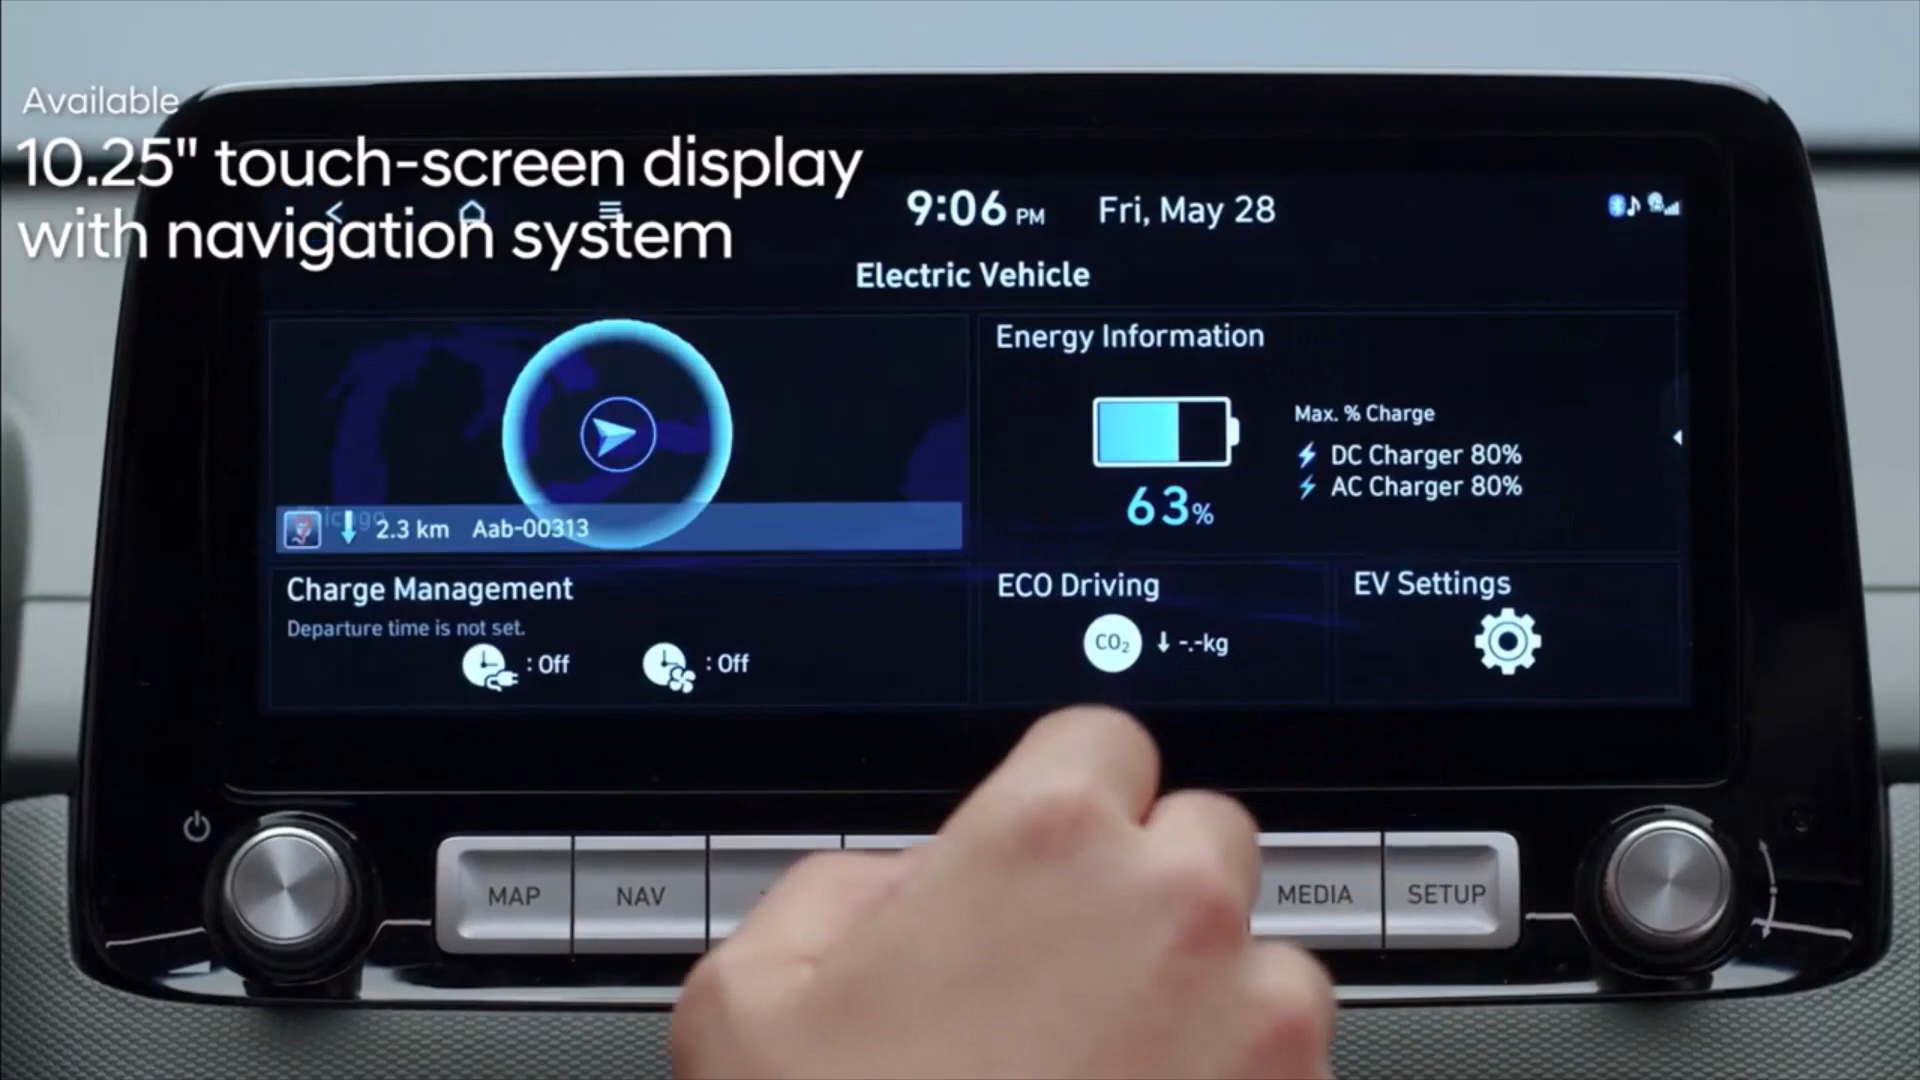 Available
10.25" touch-screen display
with navigation system
9:06 PM Fri, May 28
Electric Vehicle
Energy Information
Max. % Charge
DC Charger 80%
AC Charger 80%
63%
2.3 km Aab-00313
Charge Management
Departure time is not set.
: Off : Off
ECO Driving
CO₂ ↓ -.-kg
EV Settings
MAP NAV MEDIA SETUP